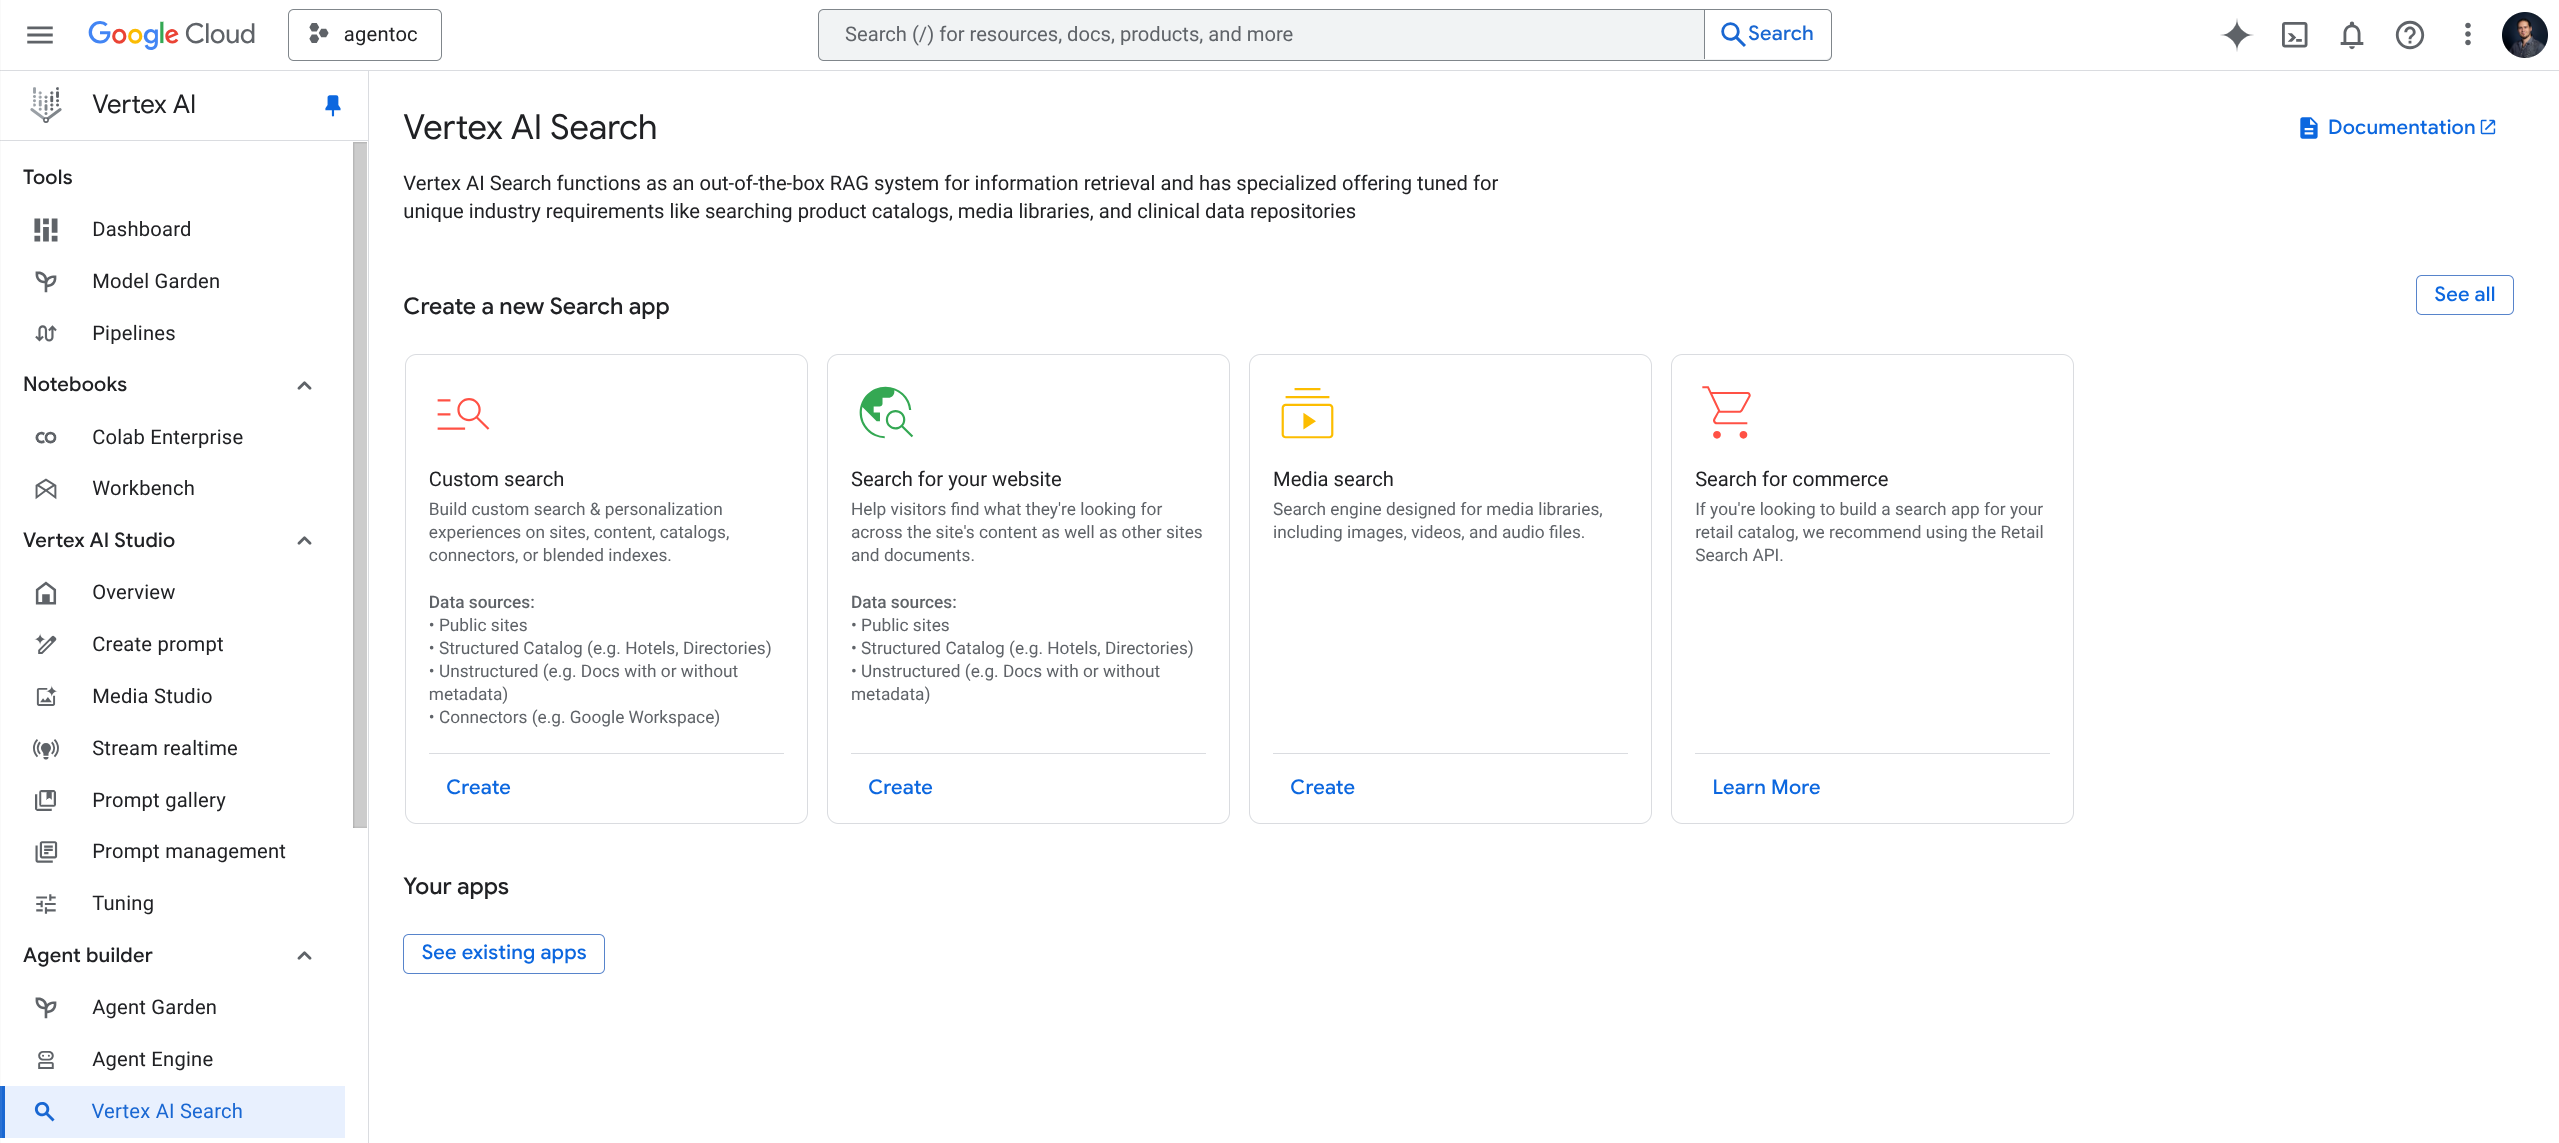 Google Cloud
agentoc
Search (/) for resources, docs, products, and more
Search
Vertex AI
Tools
Dashboard
Model Garden
Pipelines
Notebooks
Colab Enterprise
Workbench
Vertex AI Studio
Overview
Create prompt
Media Studio
Stream realtime
Prompt gallery
Prompt management
Tuning
Agent builder
Agent Garden
Agent Engine
Vertex AI Search
Vertex AI Search
Documentation
Vertex AI Search functions as an out-of-the-box RAG system for information retrieval and has specialized offering tuned for
unique industry requirements like searching product catalogs, media libraries, and clinical data repositories
Create a new Search app
See all
Custom search
Build custom search & personalization
experiences on sites, content, catalogs,
connectors, or blended indexes.
Data sources:
• Public sites
• Structured Catalog (e.g. Hotels, Directories)
• Unstructured (e.g. Docs with or without
metadata)
• Connectors (e.g. Google Workspace)
Create
Search for your website
Help visitors find what they're looking for
across the site's content as well as other sites
and documents.
Data sources:
• Public sites
• Structured Catalog (e.g. Hotels, Directories)
• Unstructured (e.g. Docs with or without
metadata)
Create
Media search
Search engine designed for media libraries,
including images, videos, and audio files.
Create
Search for commerce
If you're looking to build a search app for your
retail catalog, we recommend using the Retail
Search API.
Learn More
Your apps
See existing apps